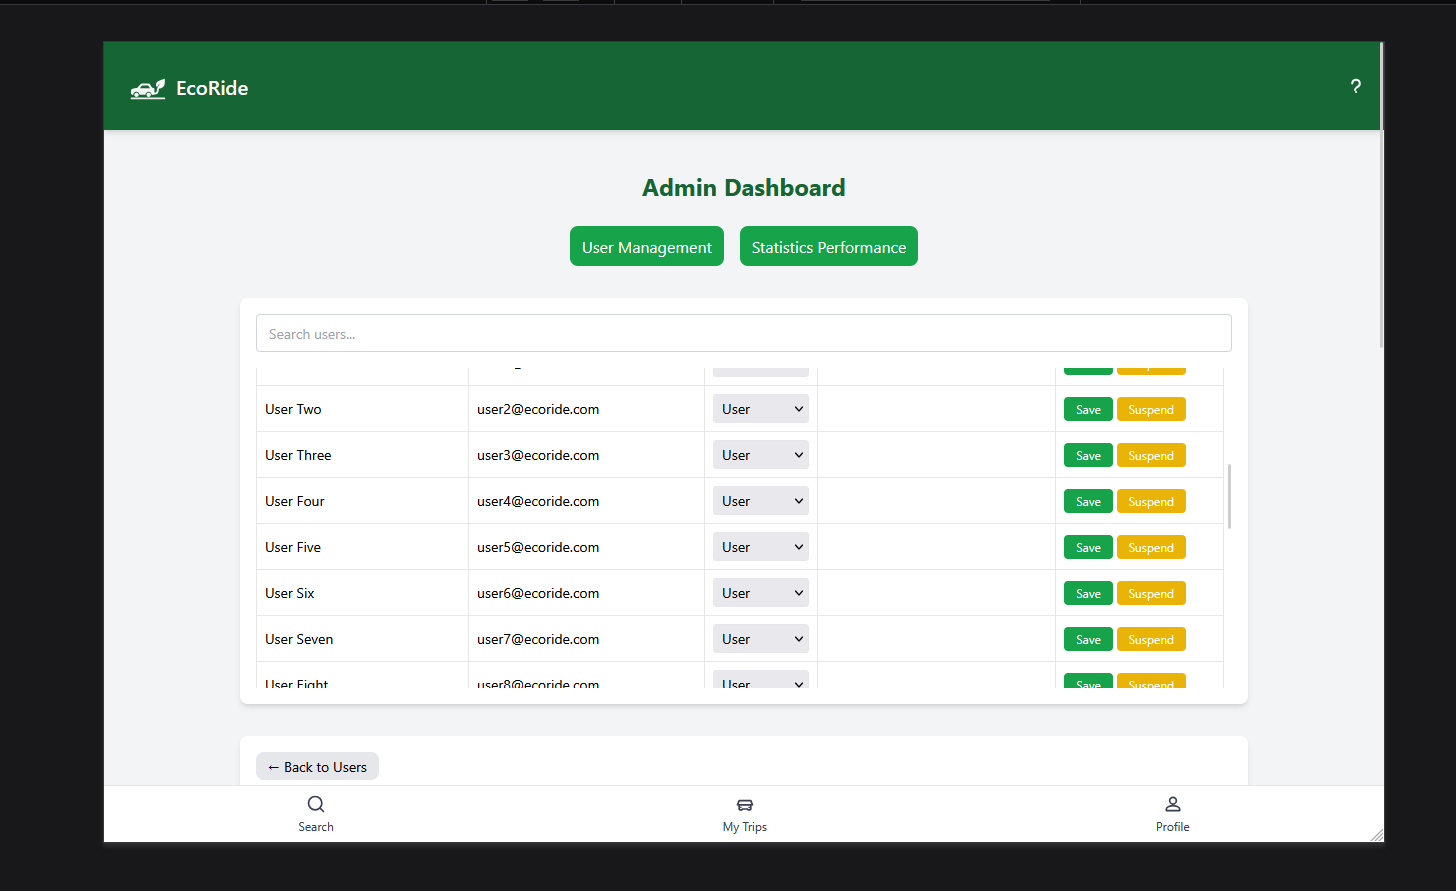 EcoRide
?
Admin Dashboard
User Management Statistics Performance
Search users...
User Two user2@ecoride.com User Save Suspend
User Three user3@ecoride.com User Save Suspend
User Four user4@ecoride.com User Save Suspend
User Five user5@ecoride.com User Save Suspend
User Six user6@ecoride.com User Save Suspend
User Seven user7@ecoride.com User Save Suspend
User Eight user8@ecoride.com User Save Suspend
← Back to Users
Search My Trips Profile